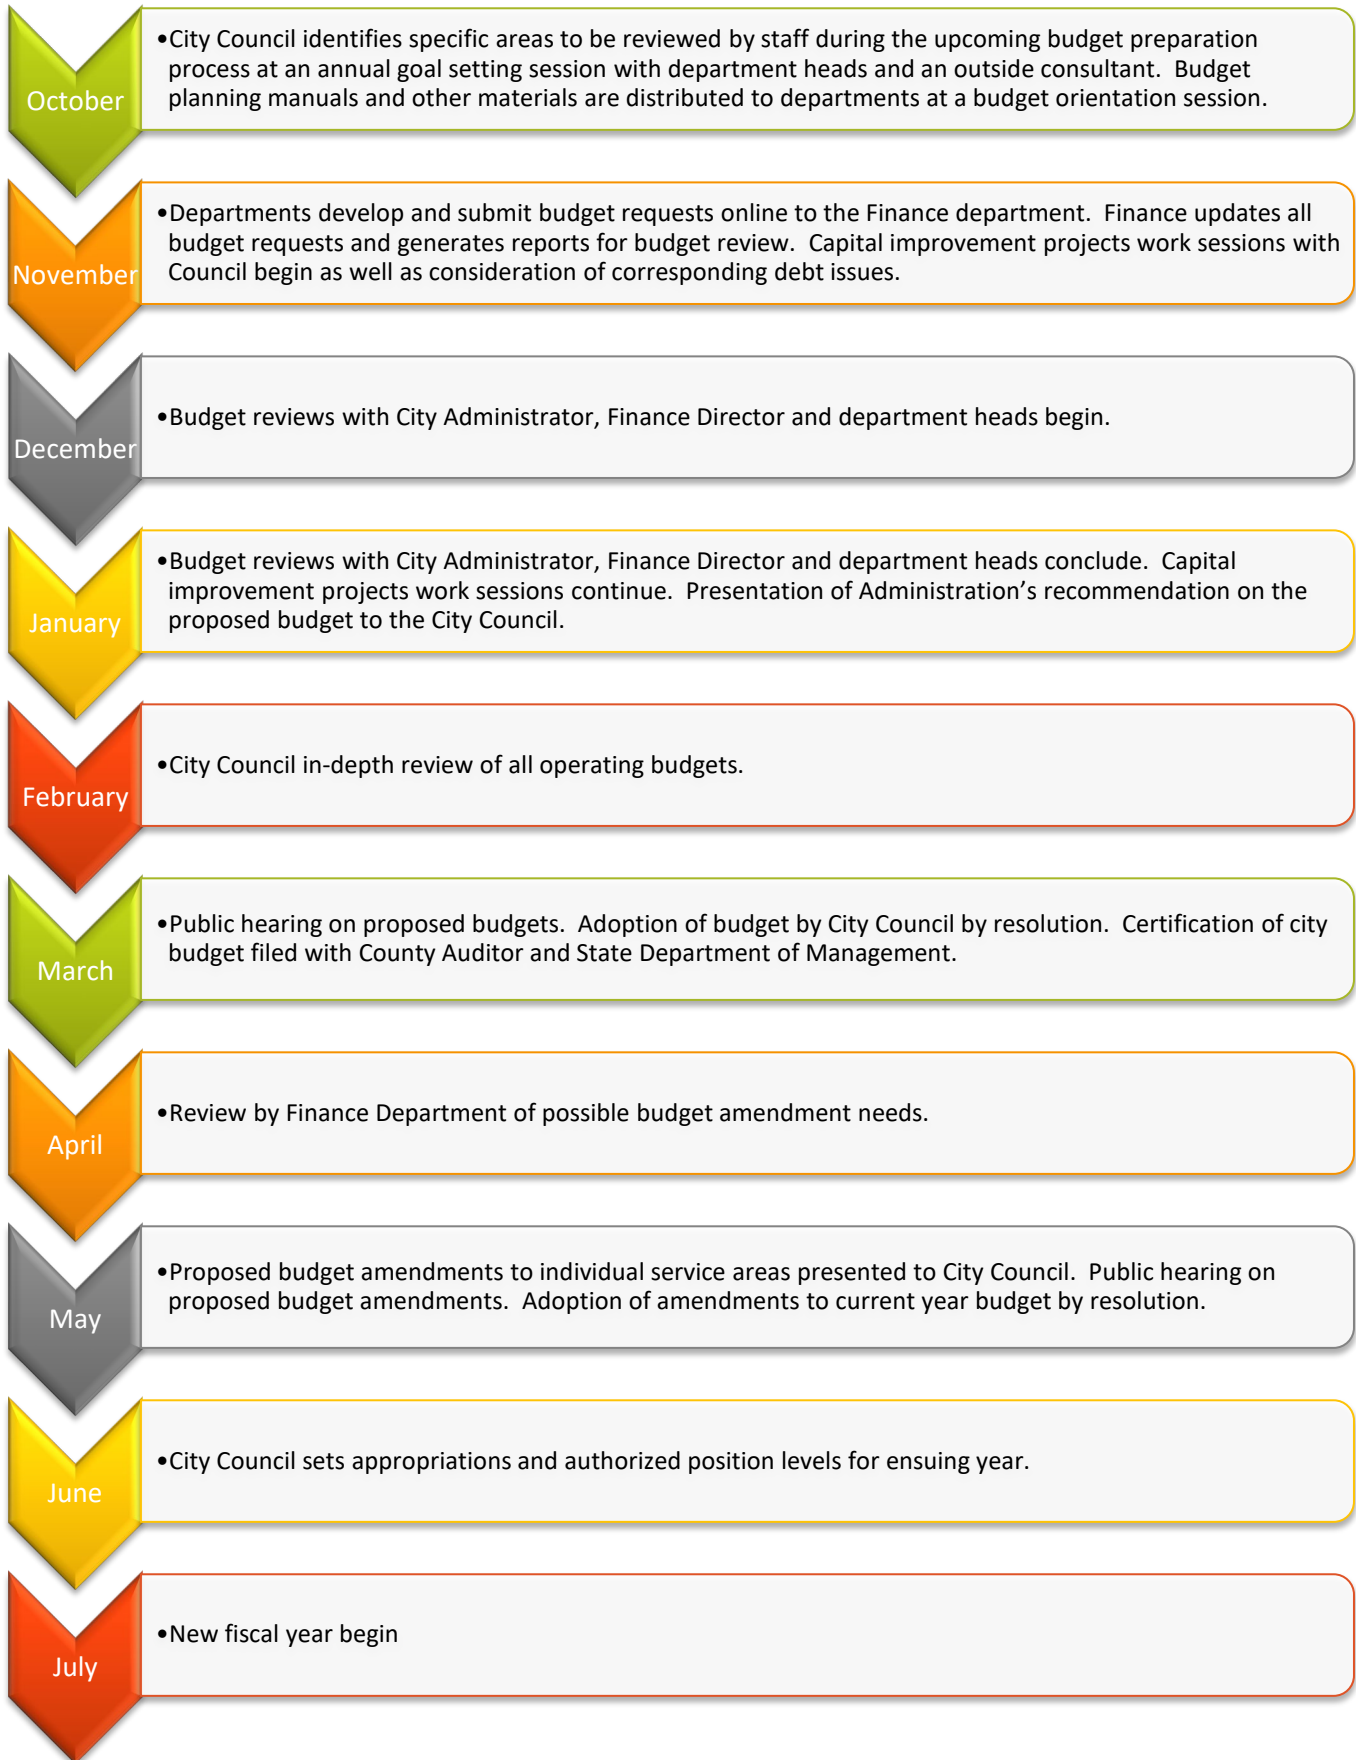 October
•City Council identifies specific areas to be reviewed by staff during the upcoming budget preparation
process at an annual goal setting session with department heads and an outside consultant.  Budget
planning manuals and other materials are distributed to departments at a budget orientation session.
November
•Departments develop and submit budget requests online to the Finance department.  Finance updates all
budget requests and generates reports for budget review.  Capital improvement projects work sessions with
Council begin as well as consideration of corresponding debt issues.
December
•Budget reviews with City Administrator, Finance Director and department heads begin.
January
•Budget reviews with City Administrator, Finance Director and department heads conclude.  Capital
improvement projects work sessions continue.  Presentation of Administration’s recommendation on the
proposed budget to the City Council.
February
•City Council in-depth review of all operating budgets.
March
•Public hearing on proposed budgets.  Adoption of budget by City Council by resolution.  Certification of city
budget filed with County Auditor and State Department of Management.
April
•Review by Finance Department of possible budget amendment needs.
May
•Proposed budget amendments to individual service areas presented to City Council.  Public hearing on
proposed budget amendments.  Adoption of amendments to current year budget by resolution.
June
•City Council sets appropriations and authorized position levels for ensuing year.
July
•New fiscal year begin